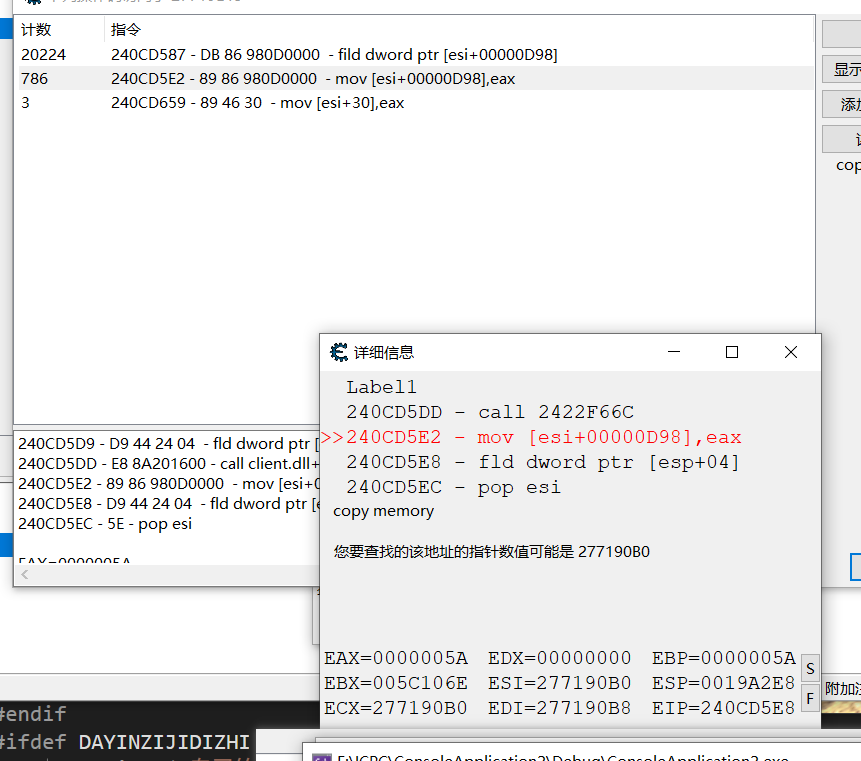 计数 指令
20224 240CD587 - DB 86 980D0000 - fild dword ptr [esi+00000D98]
786 240CD5E2 - 89 86 980D0000 - mov [esi+00000D98],eax
3 240CD659 - 89 46 30 - mov [esi+30],eax
显示
添加
cop
240CD5D9 - D9 44 24 04 - fld dword ptr [
240CD5DD - E8 8A201600 - call client.dll+
240CD5E2 - 89 86 980D0000 - mov [esi+0
240CD5E8 - D9 44 24 04 - fld dword ptr [e
240CD5EC - 5E - pop esi
EAX=0000005A
详细信息
Label1
240CD5DD - call 2422F66C
>>240CD5E2 - mov [esi+00000D98],eax
240CD5E8 - fld dword ptr [esp+04]
240CD5EC - pop esi
copy memory
您要查找的该地址的指针数值可能是 277190B0
EAX=0000005A EDX=00000000 EBP=0000005A
EBX=005C106E ESI=277190B0 ESP=0019A2E8
ECX=277190B0 EDI=277190B8 EIP=240CD5E8
S
F
附加注
#endif
#ifdef DAYINZIJIDIZHI